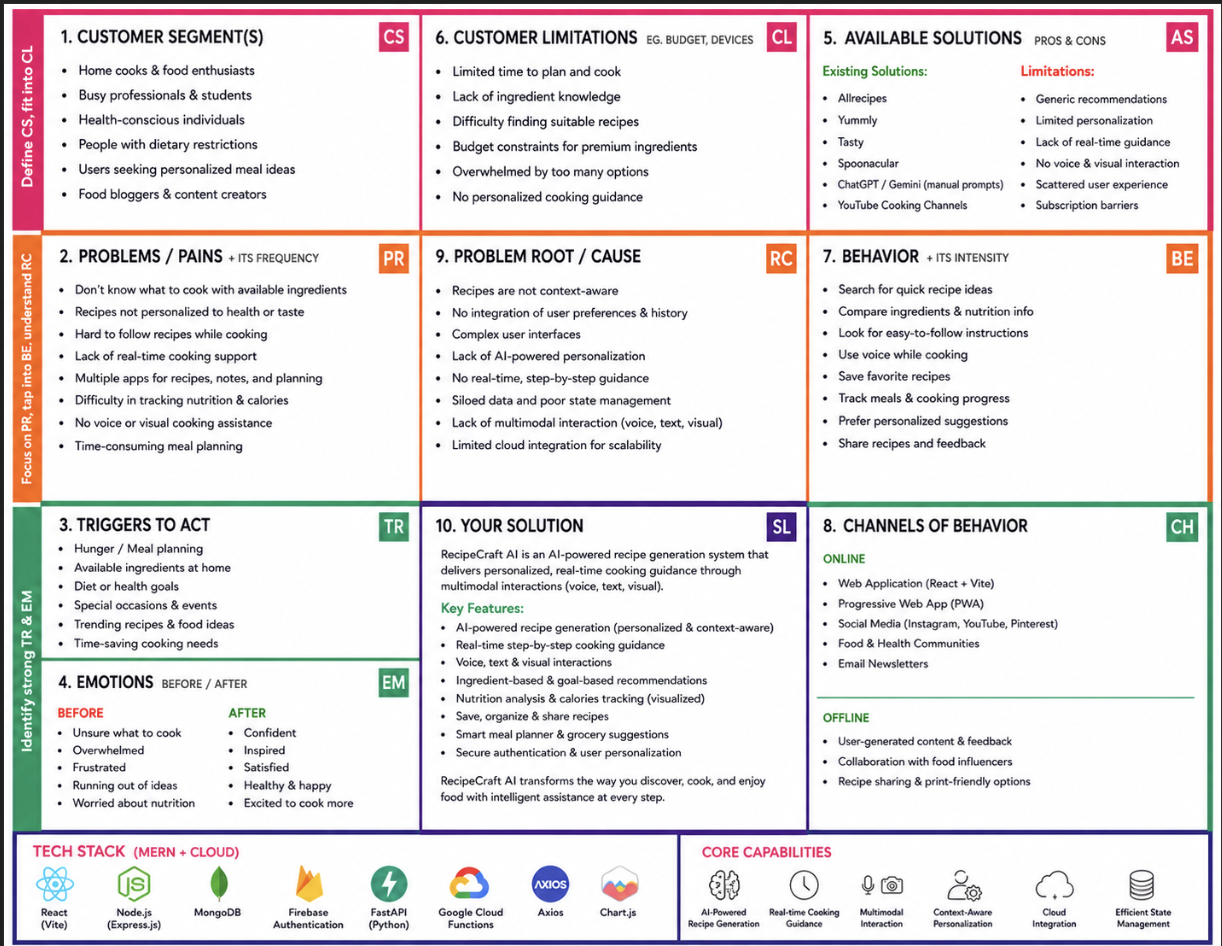 Define CS, fit into CL
1. CUSTOMER SEGMENT(S)
CS
• Home cooks & food enthusiasts
• Busy professionals & students
• Health-conscious individuals
• People with dietary restrictions
• Users seeking personalized meal ideas
• Food bloggers & content creators
6. CUSTOMER LIMITATIONS EG. BUDGET, DEVICES
CL
• Limited time to plan and cook
• Lack of ingredient knowledge
• Difficulty finding suitable recipes
• Budget constraints for premium ingredients
• Overwhelmed by too many options
• No personalized cooking guidance
5. AVAILABLE SOLUTIONS PROS & CONS
AS
Existing Solutions:
• Allrecipes
• Yummly
• Tasty
• Spoonacular
• ChatGPT / Gemini (manual prompts)
• YouTube Cooking Channels
Limitations:
• Generic recommendations
• Limited personalization
• Lack of real-time guidance
• No voice & visual interaction
• Scattered user experience
• Subscription barriers
Focus on PR, tap into BE, understand RC
2. PROBLEMS / PAINS + ITS FREQUENCY
PR
• Don't know what to cook with available ingredients
• Recipes not personalized to health or taste
• Hard to follow recipes while cooking
• Lack of real-time cooking support
• Multiple apps for recipes, notes, and planning
• Difficulty in tracking nutrition & calories
• No voice or visual cooking assistance
• Time-consuming meal planning
9. PROBLEM ROOT / CAUSE
RC
• Recipes are not context-aware
• No integration of user preferences & history
• Complex user interfaces
• Lack of AI-powered personalization
• No real-time, step-by-step guidance
• Siloed data and poor state management
• Lack of multimodal interaction (voice, text, visual)
• Limited cloud integration for scalability
7. BEHAVIOR + ITS INTENSITY
BE
• Search for quick recipe ideas
• Compare ingredients & nutrition info
• Look for easy-to-follow instructions
• Use voice while cooking
• Save favorite recipes
• Track meals & cooking progress
• Prefer personalized suggestions
• Share recipes and feedback
Identify strong TR & EM
3. TRIGGERS TO ACT
TR
• Hunger / Meal planning
• Available ingredients at home
• Diet or health goals
• Special occasions & events
• Trending recipes & food ideas
• Time-saving cooking needs
4. EMOTIONS BEFORE / AFTER
EM
BEFORE
• Unsure what to cook
• Overwhelmed
• Frustrated
• Running out of ideas
• Worried about nutrition
AFTER
• Confident
• Inspired
• Satisfied
• Healthy & happy
• Excited to cook more
10. YOUR SOLUTION
SL
RecipeCraft AI is an AI-powered recipe generation system that
delivers personalized, real-time cooking guidance through
multimodal interactions (voice, text, visual).
Key Features:
• AI-powered recipe generation (personalized & context-aware)
• Real-time step-by-step cooking guidance
• Voice, text & visual interactions
• Ingredient-based & goal-based recommendations
• Nutrition analysis & calories tracking (visualized)
• Save, organize & share recipes
• Smart meal planner & grocery suggestions
• Secure authentication & user personalization
RecipeCraft AI transforms the way you discover, cook, and enjoy
food with intelligent assistance at every step.
8. CHANNELS OF BEHAVIOR
CH
ONLINE
• Web Application (React + Vite)
• Progressive Web App (PWA)
• Social Media (Instagram, YouTube, Pinterest)
• Food & Health Communities
• Email Newsletters
OFFLINE
• User-generated content & feedback
• Collaboration with food influencers
• Recipe sharing & print-friendly options
TECH STACK (MERN + CLOUD)
React
(Vite)
JS
Node.js
(Express.js)
MongoDB
Firebase
Authentication
FastAPI
(Python)
Google Cloud
Functions
AXIOS
Axios
Chart.js
CORE CAPABILITIES
AI-Powered
Recipe Generation
Real-time Cooking
Guidance
Multimodal
Interaction
Context-Aware
Personalization
Cloud
Integration
Efficient State
Management